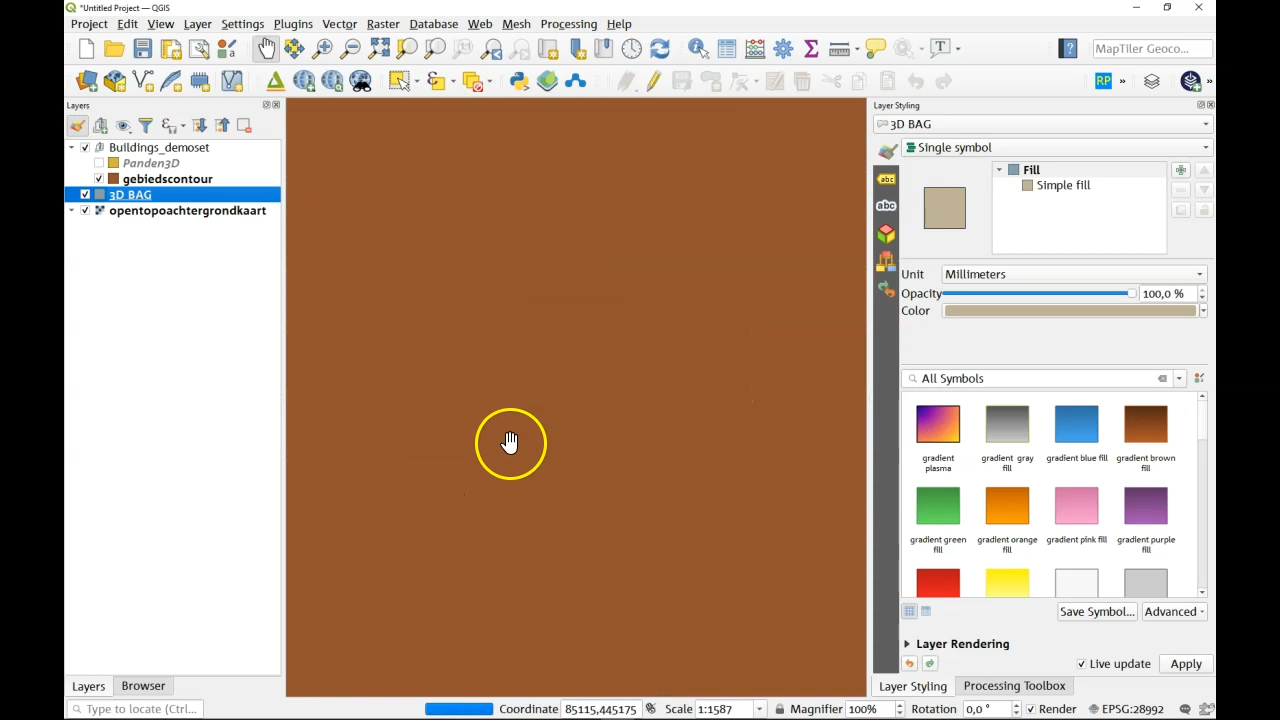 *Untitled Project — QGIS
Project Edit View Layer Settings Plugins Vector Raster Database Web Mesh Processing Help
MapTiler Geoco...
Layers
Layer Styling
3D BAG
Buildings_demoset
Panden3D
gebiedscontour
3D BAG
opentopoachtergrondkaart
Single symbol
Fill
Simple fill
Unit Millimeters
Opacity 100,0 %
Color
All Symbols
gradient plasma
gradient gray fill
gradient blue fill
gradient brown fill
gradient green fill
gradient orange fill
gradient pink fill
gradient purple fill
Save Symbol... Advanced
Layer Rendering
Live update Apply
Layers Browser
Layer Styling Processing Toolbox
Type to locate (Ctrl... Coordinate 85115,445175 Scale 1:1587 Magnifier 100% Rotation 0,0 ° Render EPSG:28992